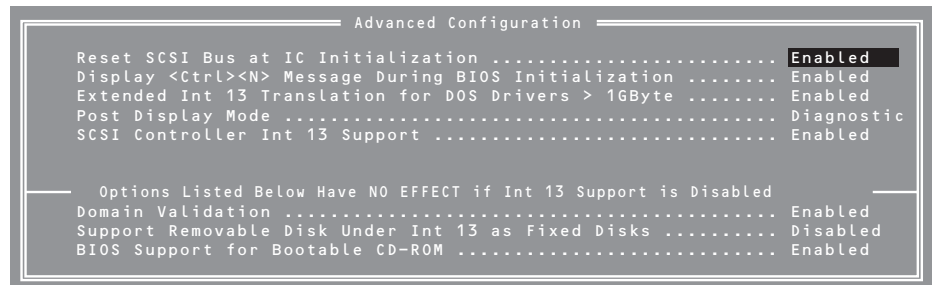 Advanced Configuration
Reset SCSI Bus at IC Initialization ......................... Enabled
Display <Ctrl><N> Message During BIOS Initialization ........ Enabled
Extended Int 13 Translation for DOS Drivers > 1GByte ........ Enabled
Post Display Mode ........................................... Diagnostic
SCSI Controller Int 13 Support .............................. Enabled
Options Listed Below Have NO EFFECT if Int 13 Support is Disabled
Domain Validation ........................................... Enabled
Support Removable Disk Under Int 13 as Fixed Disks .......... Disabled
BIOS Support for Bootable CD-ROM ............................ Enabled